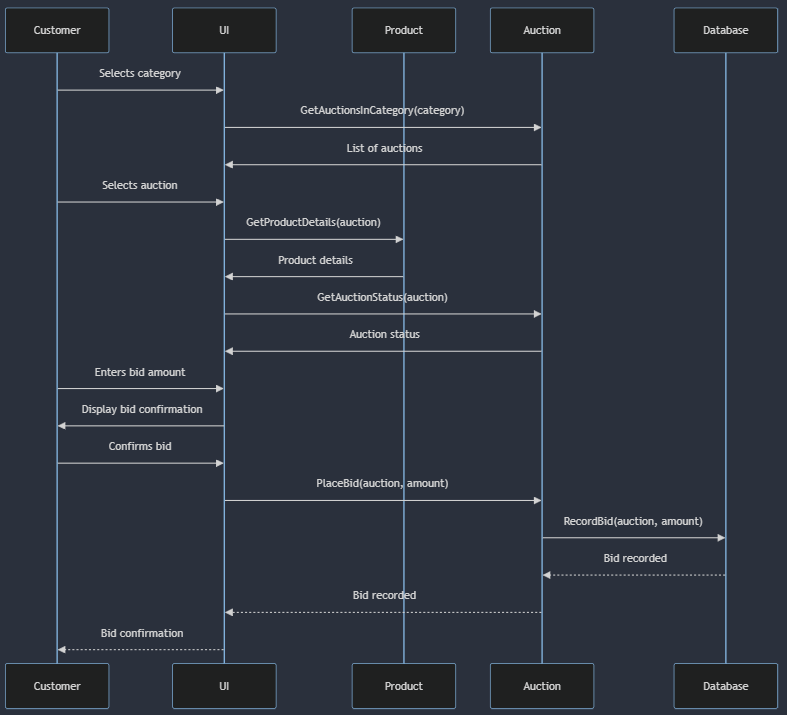 Customer
UI
Product
Auction
Database
Selects category
GetAuctionsInCategory(category)
List of auctions
Selects auction
GetProductDetails(auction)
Product details
GetAuctionStatus(auction)
Auction status
Enters bid amount
Display bid confirmation
Confirms bid
PlaceBid(auction, amount)
RecordBid(auction, amount)
Bid recorded
Bid recorded
Bid confirmation
Customer
UI
Product
Auction
Database